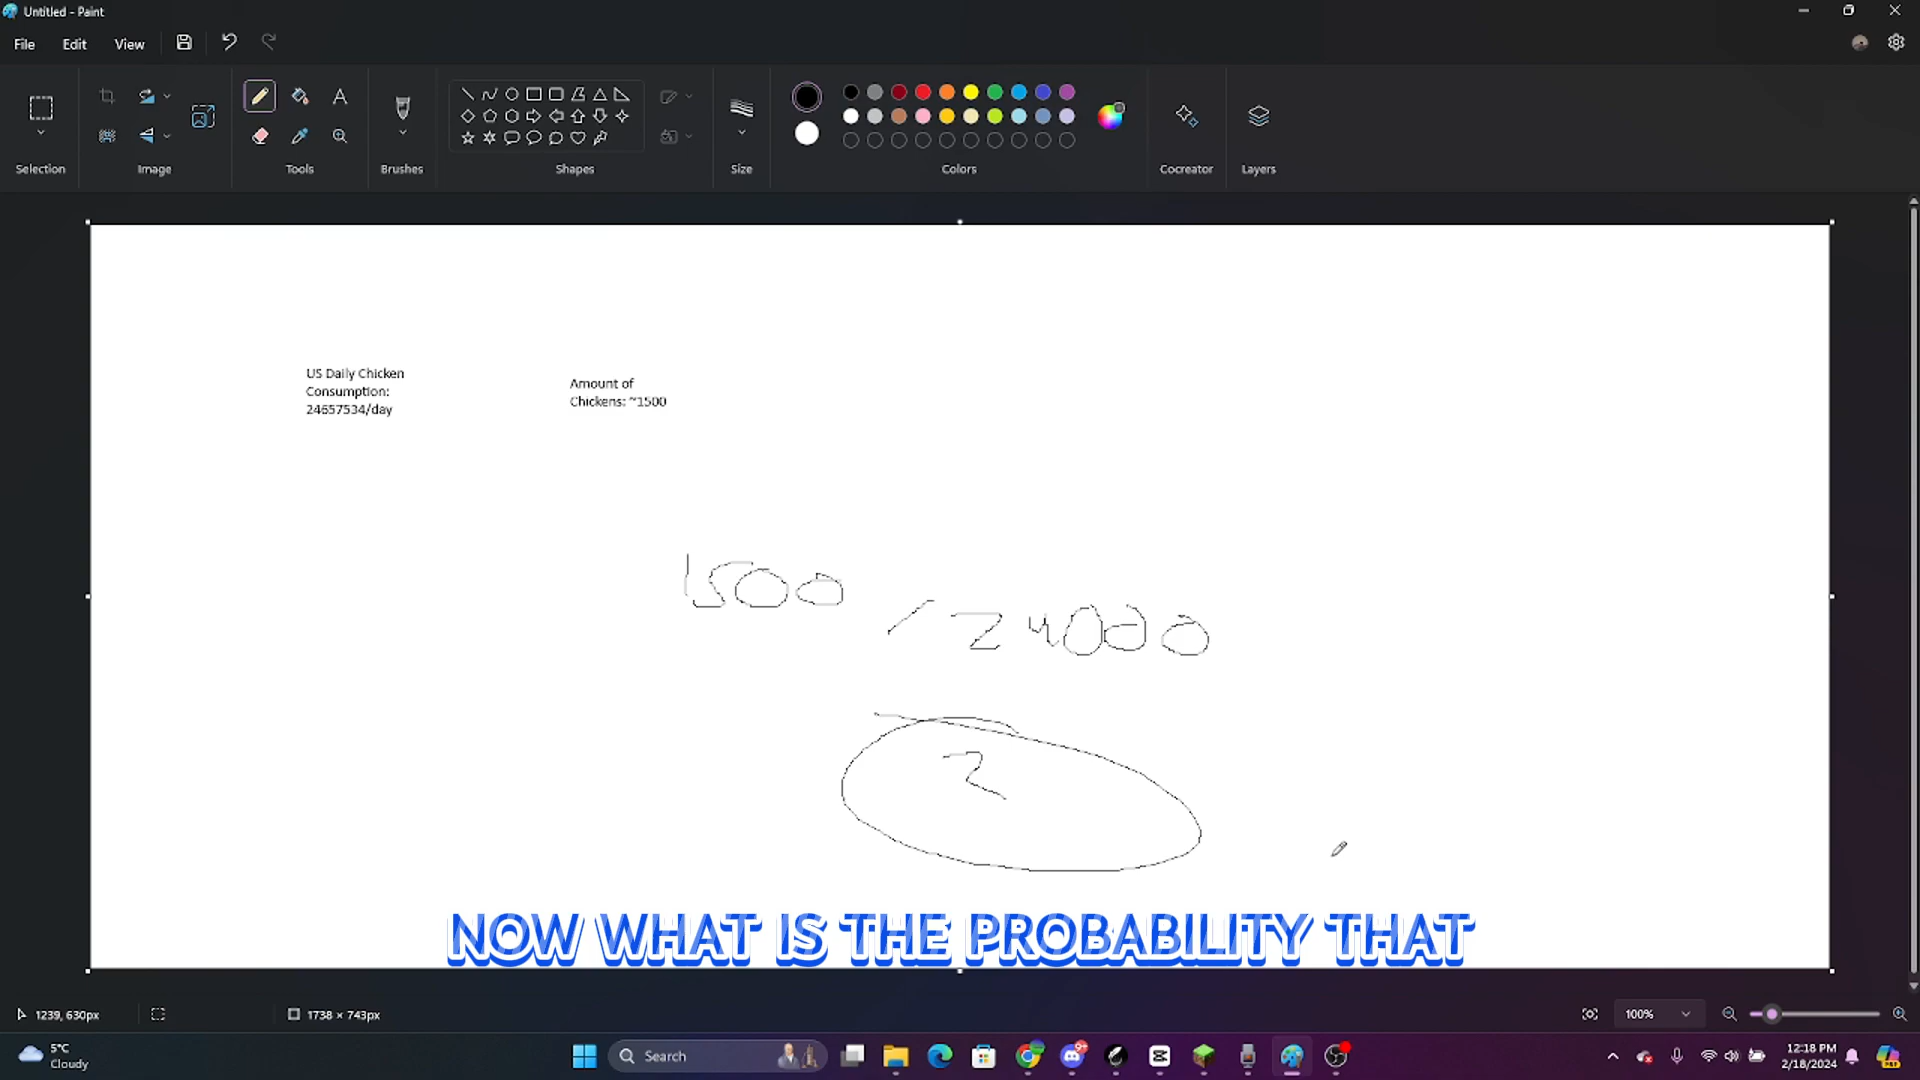 Untitled - Paint
File Edit View
Selection Image Tools Brushes Shapes Size Colors Cocreator Layers
US Daily Chicken
Consumption:
24657534/day
Amount of
Chickens: ~1500
1500
/ 24000
2
NOW WHAT IS THE PROBABILITY THAT
1239, 630px 1738 × 743px 100%
5°C
Cloudy
Search
12:18 PM
2/18/2024